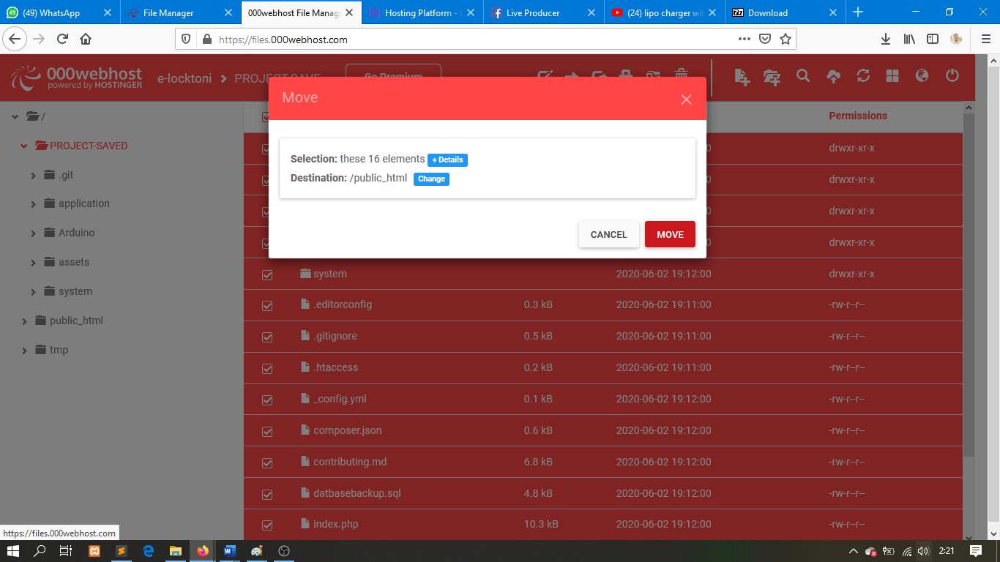 49
(49) WhatsApp
File Manager
000webhost File Manag
Hosting Platform -
Live Producer
(24) lipo charger wit
Download
https://files.000webhost.com
000webhost
powered by HOSTINGER
e-locktoni
PROJECT-SAVE
Go Premium
Move
Selection: these 16 elements + Details
Destination: /public_html Change
CANCEL
MOVE
/
PROJECT-SAVED
.git
application
Arduino
assets
system
public_html
tmp
Permissions
0 drwxr-xr-x
0 drwxr-xr-x
0 drwxr-xr-x
0 drwxr-xr-x
system 2020-06-02 19:12:00 drwxr-xr-x
.editorconfig 0.3 kB 2020-06-02 19:11:00 -rw-r--r--
.gitignore 0.5 kB 2020-06-02 19:11:00 -rw-r--r--
.htaccess 0.2 kB 2020-06-02 19:11:00 -rw-r--r--
_config.yml 0.1 kB 2020-06-02 19:12:00 -rw-r--r--
composer.json 0.6 kB 2020-06-02 19:12:00 -rw-r--r--
contributing.md 6.8 kB 2020-06-02 19:12:00 -rw-r--r--
datbasebackup.sql 4.8 kB 2020-06-02 19:12:00 -rw-r--r--
index.php 10.3 kB 2020-06-02 19:12:00 -rw-r--r--
https://files.000webhost.com
2:21